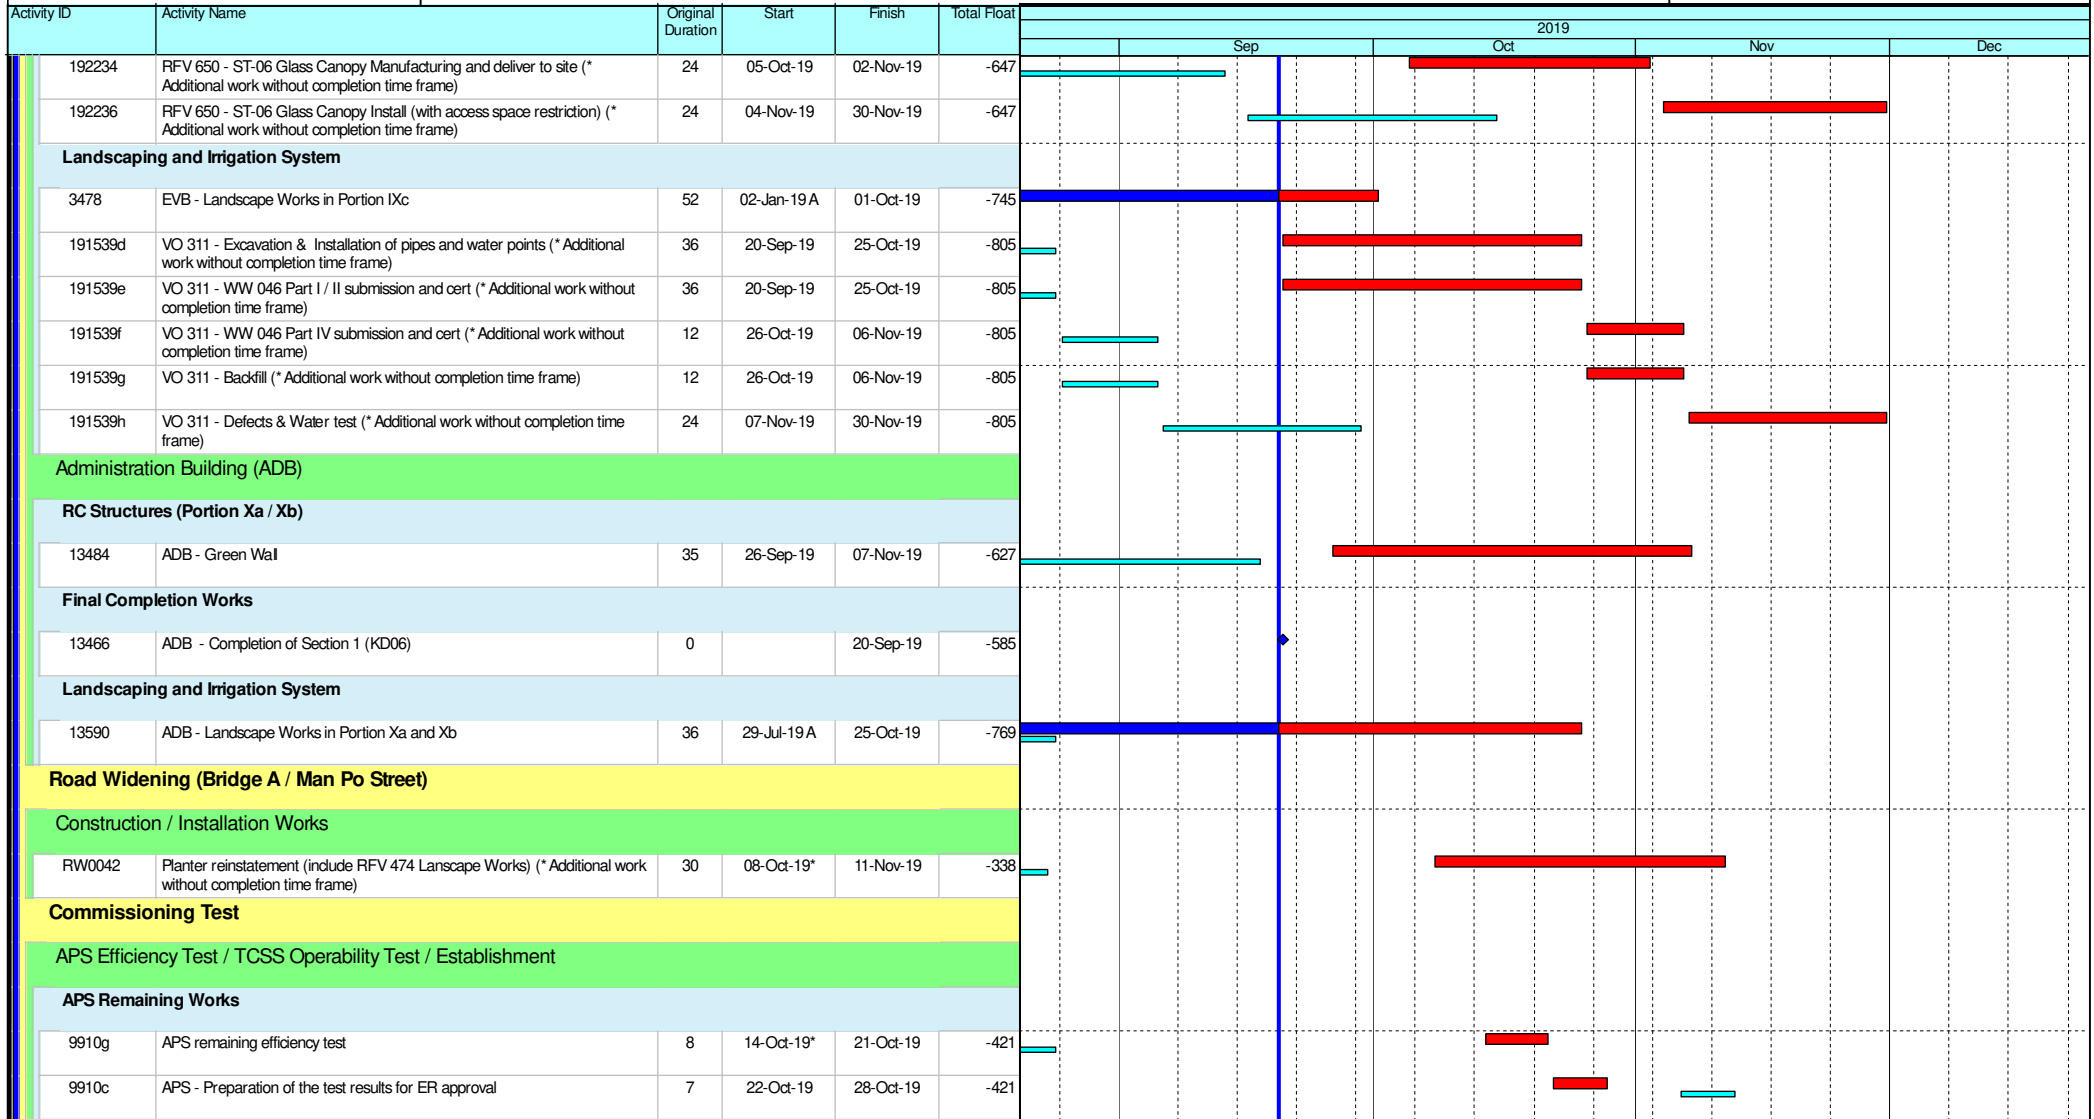 Activity ID Activity Name Original Start Finish Total Float
Duration 2019
Sep Oct Nov Dec
192234 RFV 650 - ST-06 Glass Canopy Manufacturing and deliver to site (* 24 05-Oct-19 02-Nov-19 -647
Additional work without completion time frame)
192236 RFV 650 - ST-06 Glass Canopy Install (with access space restriction) (* 24 04-Nov-19 30-Nov-19 -647
Additional work without completion time frame)
Landscaping and Irrigation System
3478 EVB - Landscape Works in Portion IXc 52 02-Jan-19 A 01-Oct-19 -745
191539d VO 311 - Excavation & Installation of pipes and water points (* Additional 36 20-Sep-19 25-Oct-19 -805
work without completion time frame)
191539e VO 311 - WW 046 Part I / II submission and cert (* Additional work without 36 20-Sep-19 25-Oct-19 -805
completion time frame)
191539f VO 311 - WW 046 Part IV submission and cert (* Additional work without 12 26-Oct-19 06-Nov-19 -805
completion time frame)
191539g VO 311 - Backfill (* Additional work without completion time frame) 12 26-Oct-19 06-Nov-19 -805
191539h VO 311 - Defects & Water test (* Additional work without completion time 24 07-Nov-19 30-Nov-19 -805
frame)
Administration Building (ADB)
RC Structures (Portion Xa / Xb)
13484 ADB - Green Wall 35 26-Sep-19 07-Nov-19 -627
Final Completion Works
13466 ADB - Completion of Section 1 (KD06) 0 20-Sep-19 -585
Landscaping and Irrigation System
13590 ADB - Landscape Works in Portion Xa and Xb 36 29-Jul-19 A 25-Oct-19 -769
Road Widening (Bridge A / Man Po Street)
Construction / Installation Works
RW0042 Planter reinstatement (include RFV 474 Lanscape Works) (* Additional work 30 08-Oct-19* 11-Nov-19 -338
without completion time frame)
Commissioning Test
APS Efficiency Test / TCSS Operability Test / Establishment
APS Remaining Works
9910g APS remaining efficiency test 8 14-Oct-19* 21-Oct-19 -421
9910c APS - Preparation of the test results for ER approval 7 22-Oct-19 28-Oct-19 -421